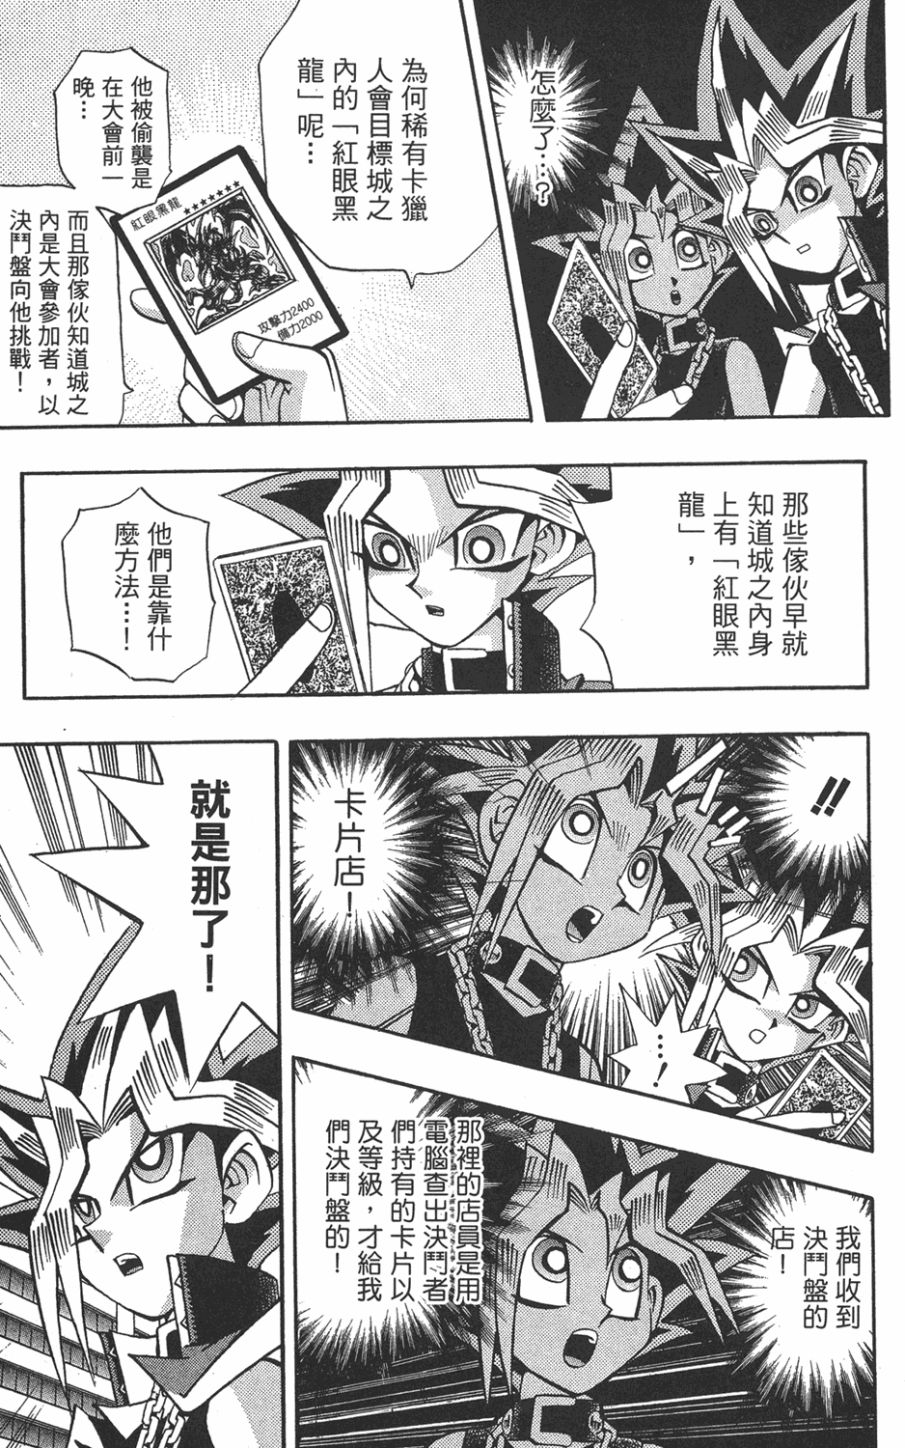 怎麼了…?
為何稀有卡獵
人會目標城之
內的「紅眼黑
龍」呢…
紅眼黑龍
攻擊力2400
備力2000
他被偷襲是
在大會前一
晚…
而且那傢伙知道城之
內是大會參加者，以
決鬥盤向他挑戰！
那些傢伙早就
知道城之內身
上有「紅眼黑
龍」，
他們是靠什
麼方法…！
!!
…！
卡片店！
我們收到
決鬥盤的
店！
那裡的店員是用
電腦查出決鬥者
們持有的卡片以
及等級，才給我
們決鬥盤的！
就是那了！